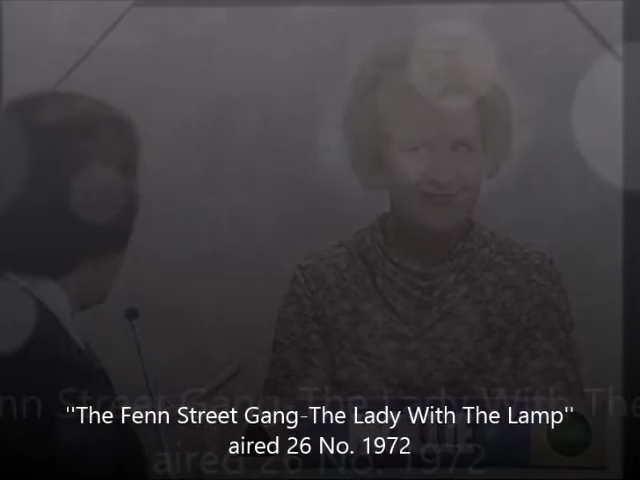 "The Fenn Street Gang-The Lady With The Lamp"
aired 26 No. 1972